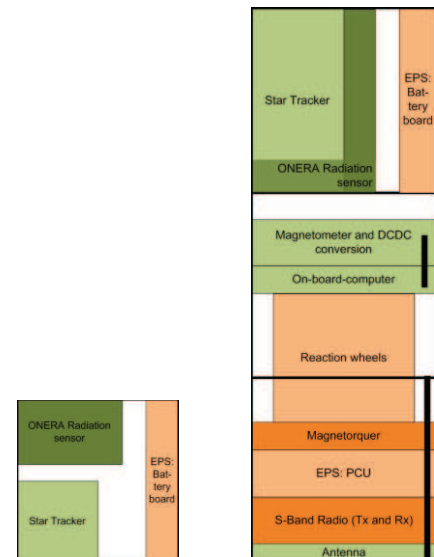 ONERA Radiation
sensor
EPS:
Bat-
tery
board
Star Tracker
Star Tracker
EPS:
Bat-
tery
board
ONERA Radiation
sensor
Magnetometer and DCDC
conversion
On-board-computer
Reaction wheels
Magnetorquer
EPS: PCU
S-Band Radio (Tx and Rx)
Antenna